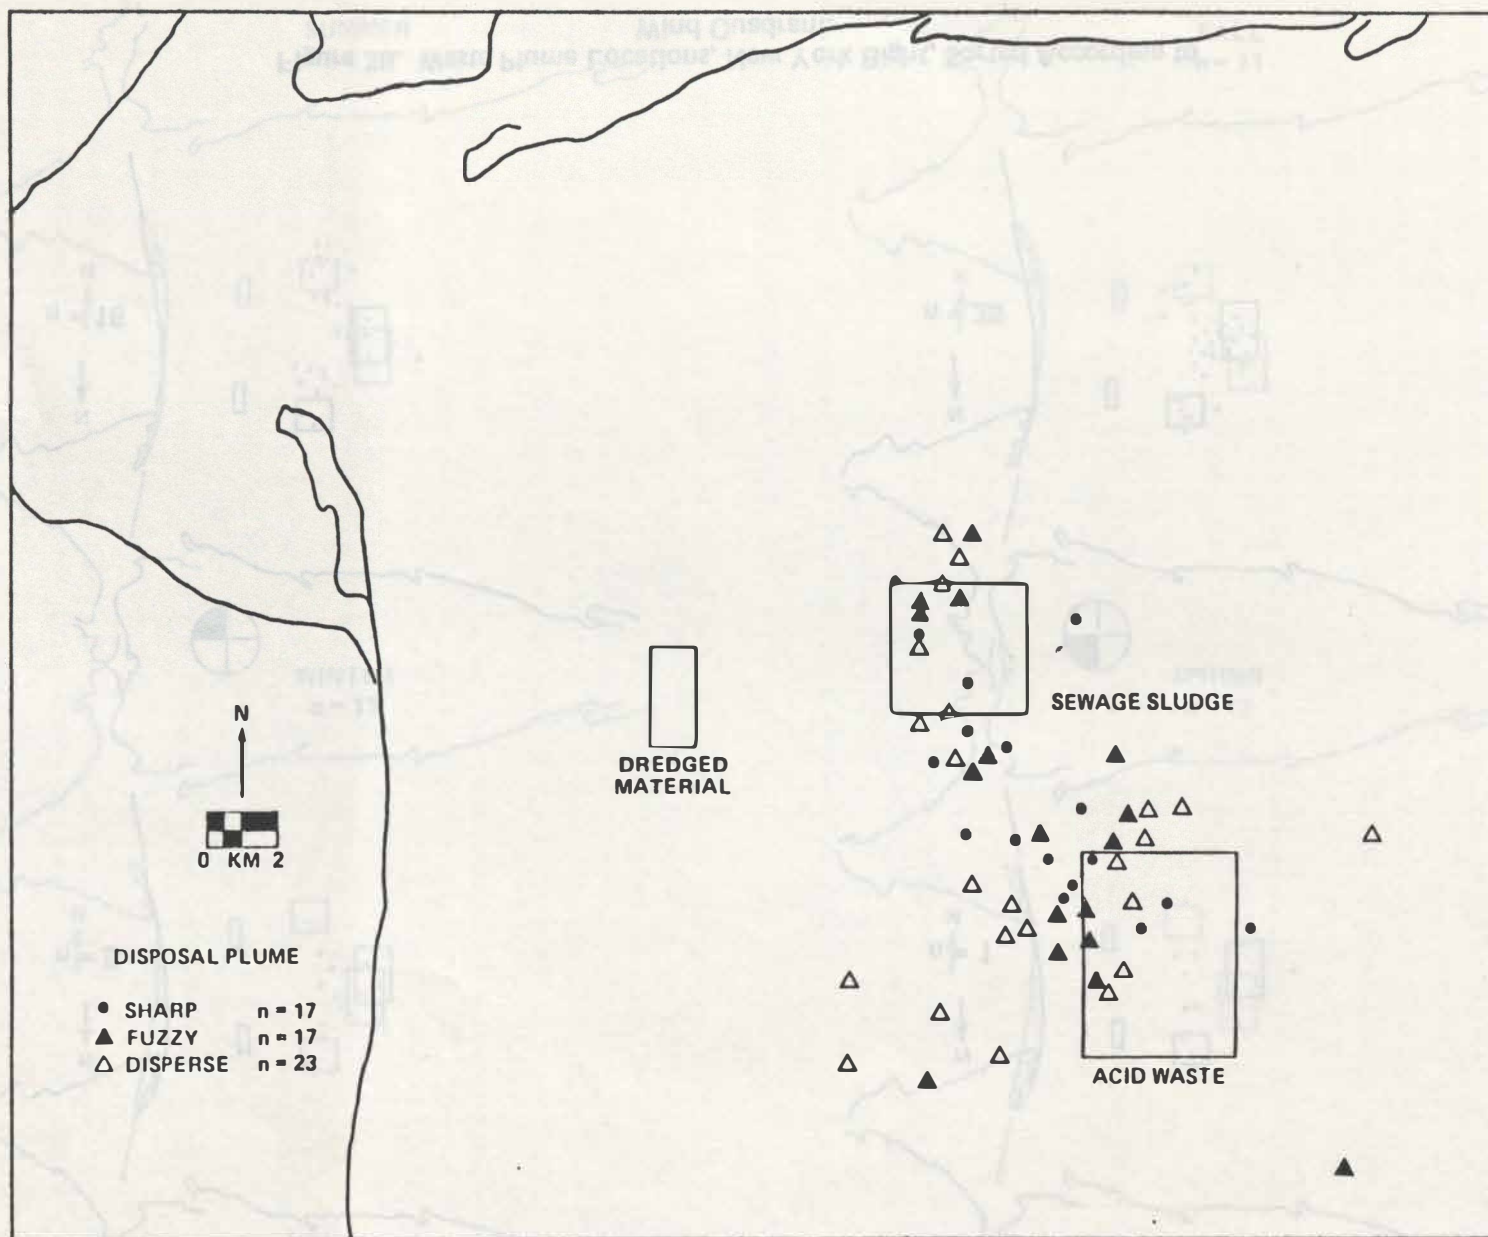 SEWAGE SLUDGE
N
DREDGED
MATERIAL
0 KM 2
DISPOSAL PLUME
SHARP n = 17
FUZZY n = 17
DISPERSE n = 23
ACID WASTE